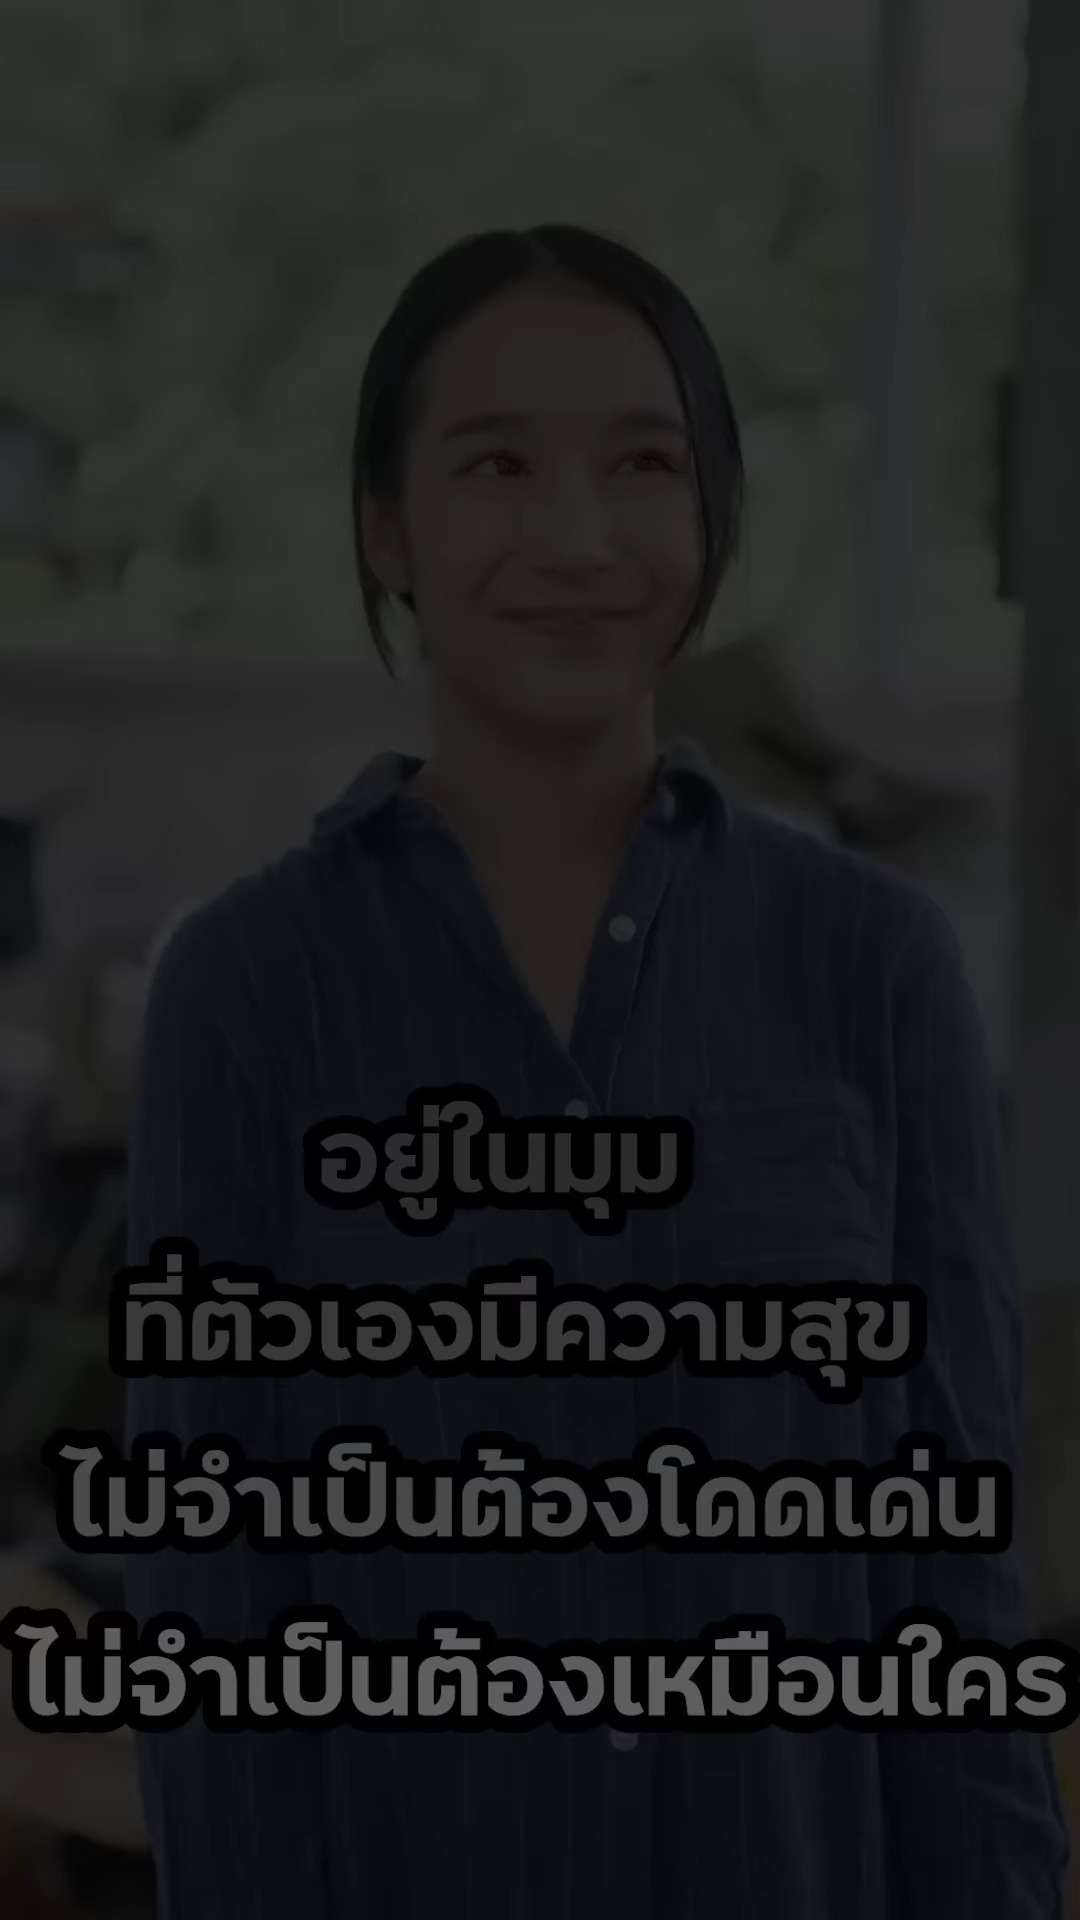 อยู่ในมุม
ที่ตัวเองมีความสุข
ไม่จำเป็นต้องโดดเด่น
ไม่จำเป็นต้องเหมือนใคร